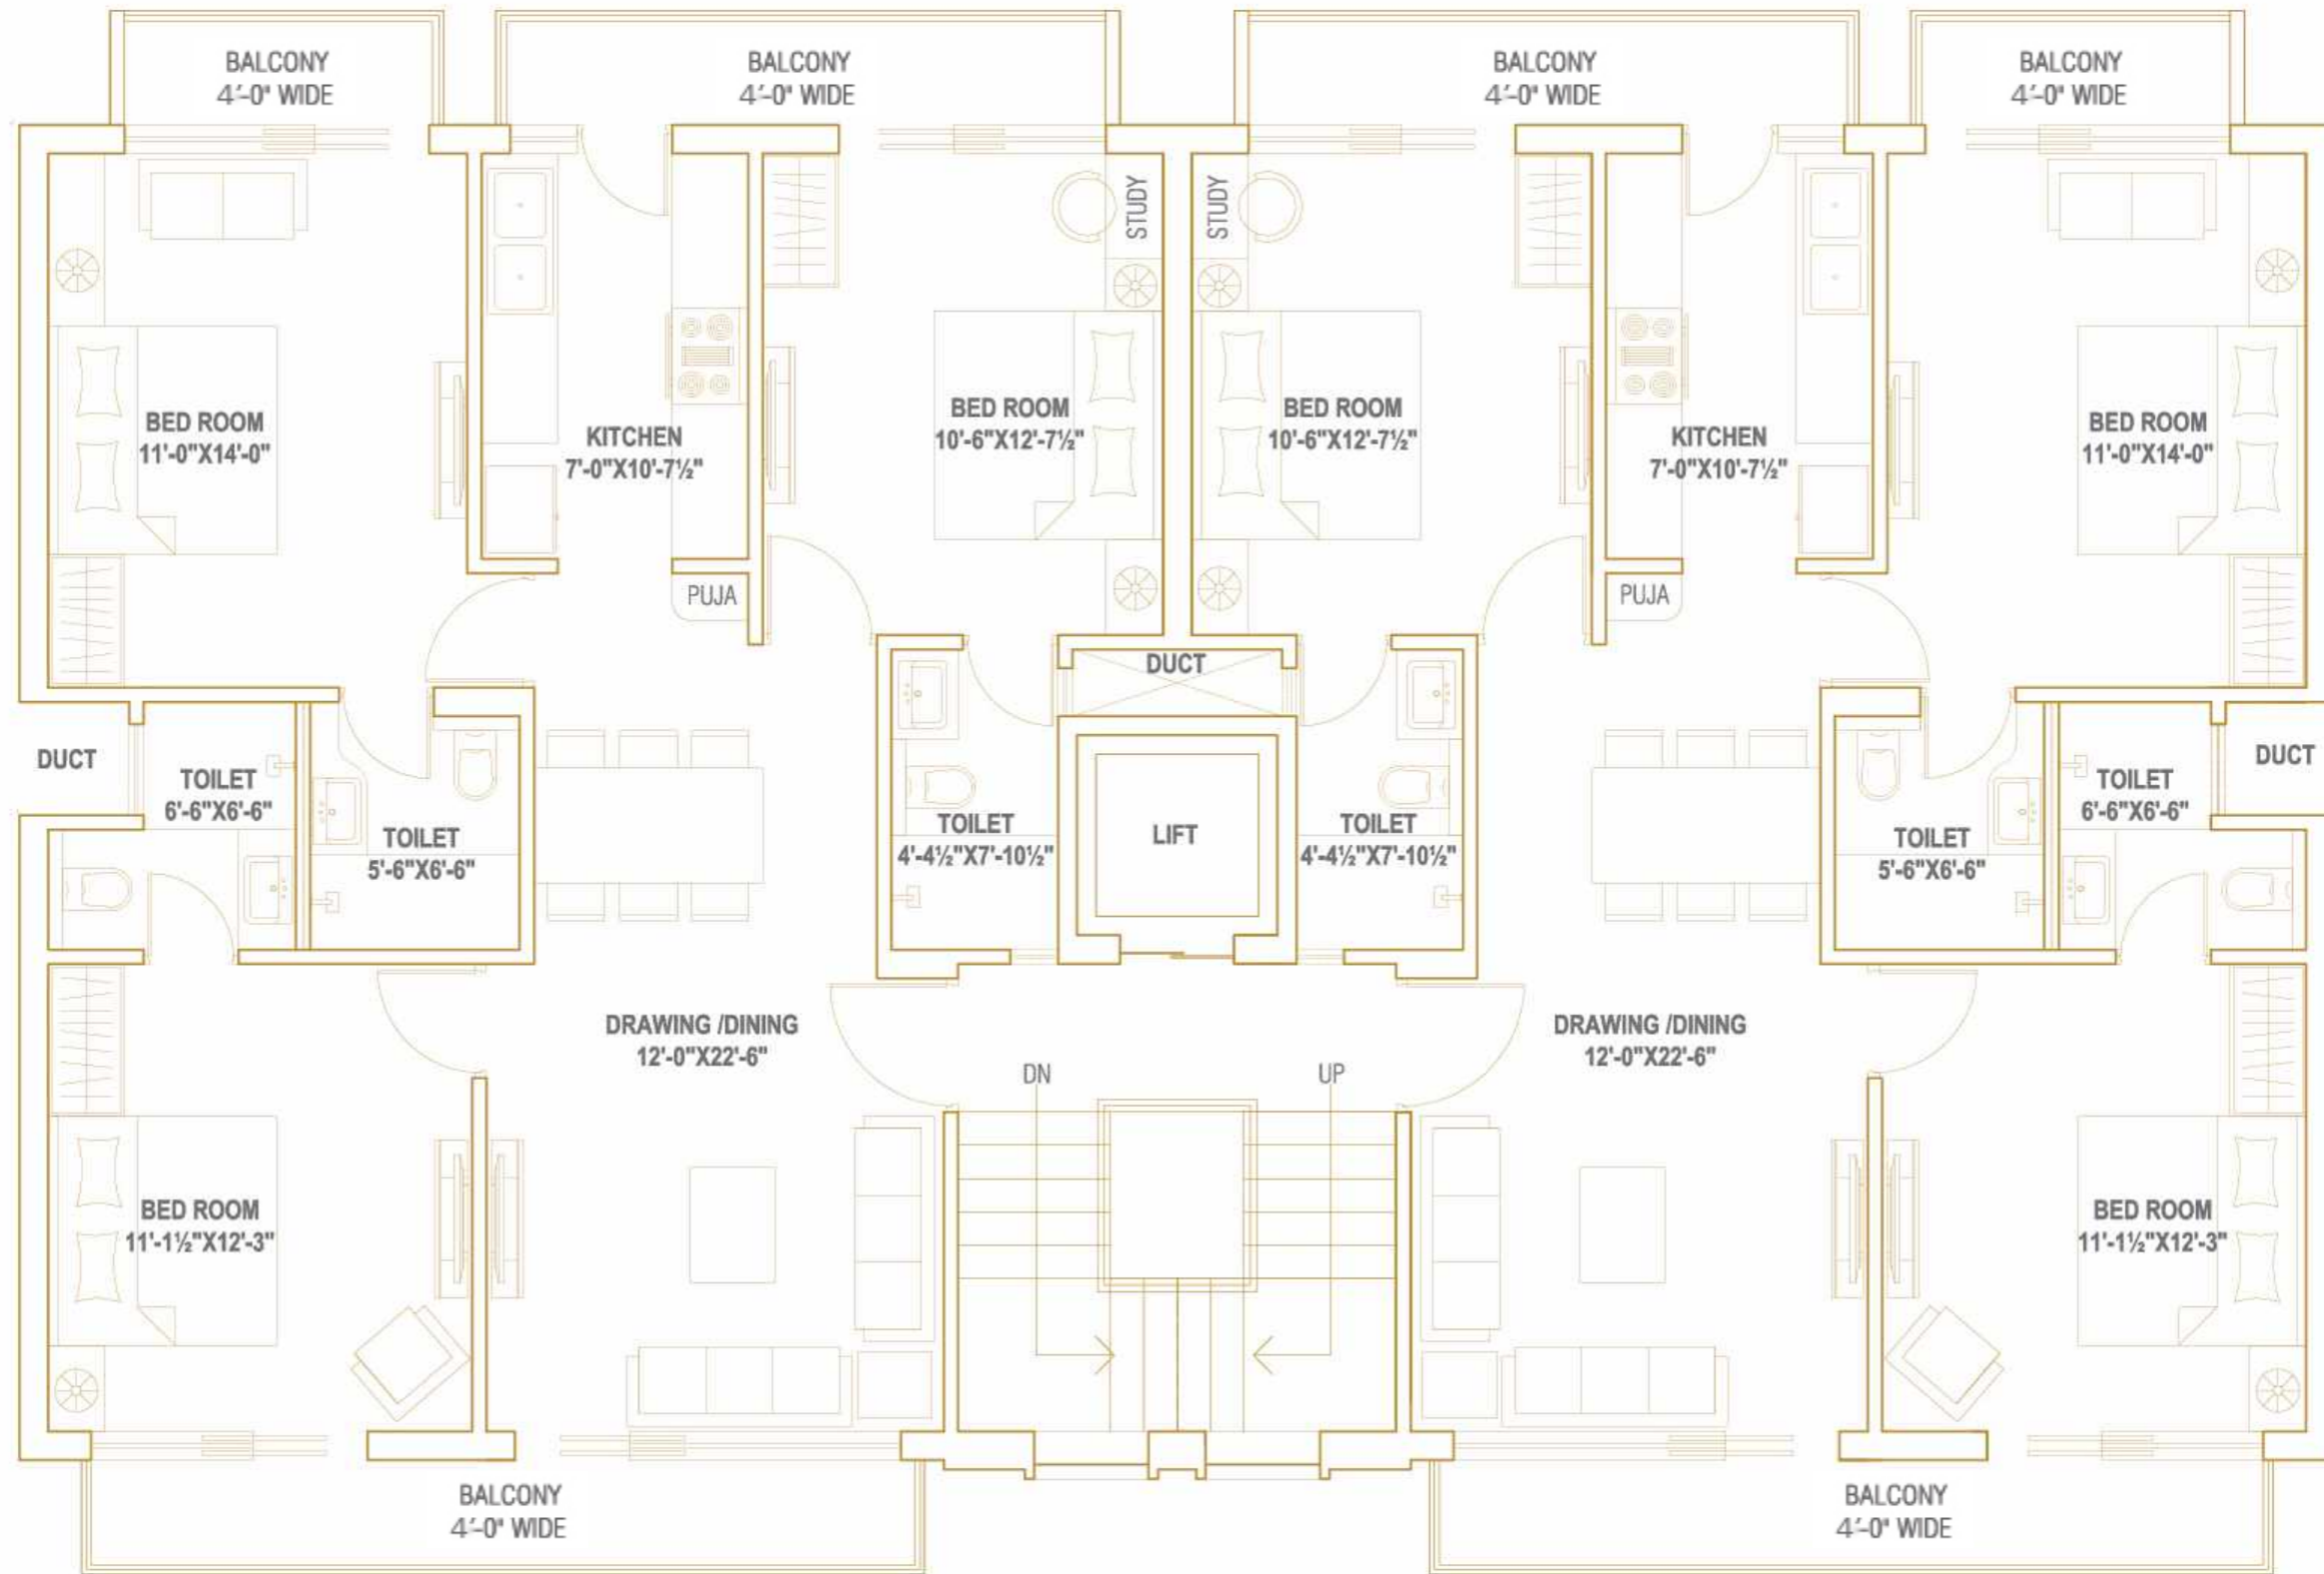 BALCONY
4'-0" WIDE
BALCONY
4'-0" WIDE
BALCONY
4'-0" WIDE
BALCONY
4'-0" WIDE
STUDY
STUDY
BED ROOM
11'-0"X14'-0"
KITCHEN
7'-0"X10'-7½"
BED ROOM
10'-6"X12'-7½"
BED ROOM
10'-6"X12'-7½"
KITCHEN
7'-0"X10'-7½"
BED ROOM
11'-0"X14'-0"
PUJA
PUJA
DUCT
DUCT
TOILET
6'-6"X6'-6"
TOILET
5'-6"X6'-6"
TOILET
4'-4½"X7'-10½"
LIFT
TOILET
4'-4½"X7'-10½"
TOILET
5'-6"X6'-6"
TOILET
6'-6"X6'-6"
DUCT
DRAWING /DINING
12'-0"X22'-6"
DRAWING /DINING
12'-0"X22'-6"
DN
UP
BED ROOM
11'-1½"X12'-3"
BED ROOM
11'-1½"X12'-3"
BALCONY
4'-0" WIDE
BALCONY
4'-0" WIDE